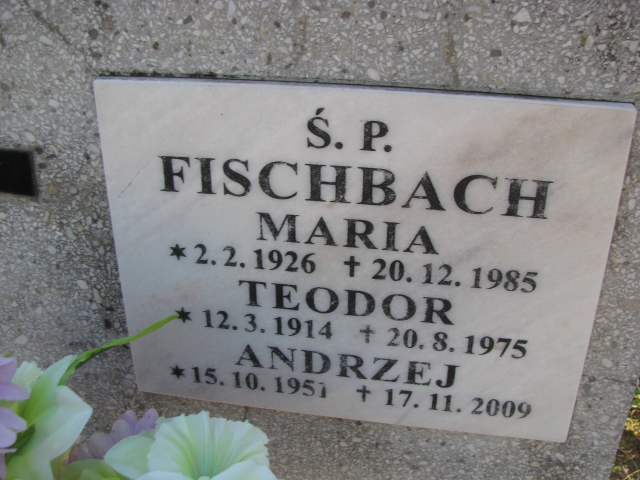 Ś. P.
FISCHBACH
MARIA
* 2. 2. 1926 ✝ 20. 12. 1985
TEODOR
* 12. 3. 1914 ✝ 20. 8. 1975
ANDRZEJ
* 15. 10. 1951 ✝ 17. 11. 2009